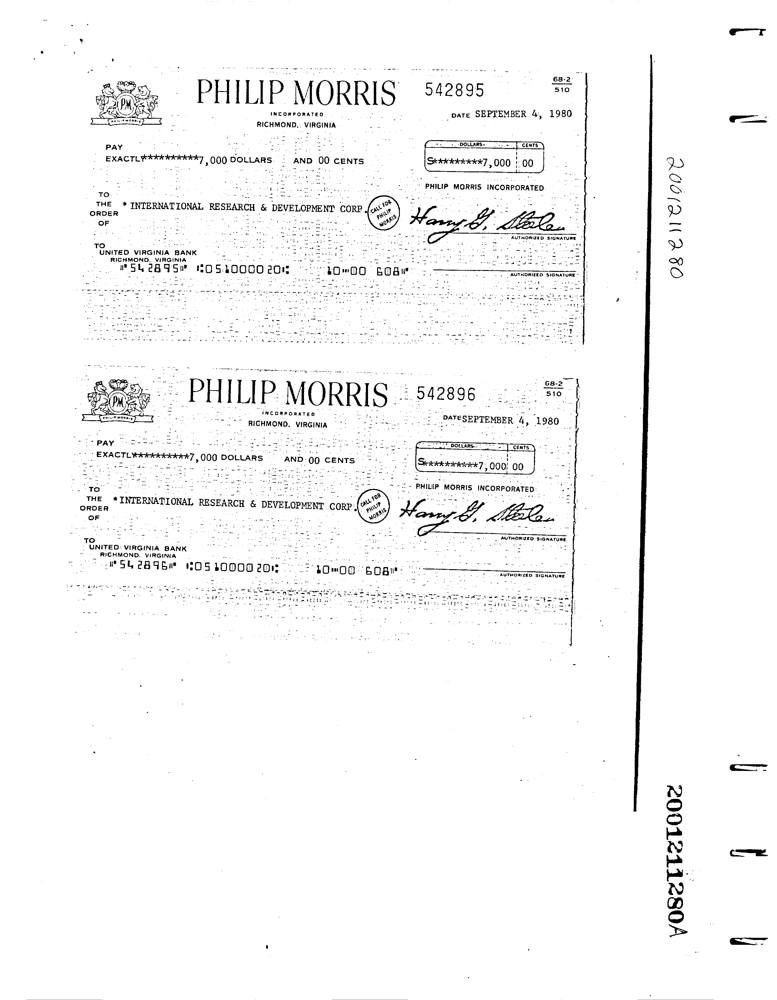 PHILIP MORRIS 542895 68-2
510
INCORPORATED
RICHMOND, VIRGINIA
DATE SEPTEMBER 4, 1980
PM
PHILIP MORRIS
PAY DOLLARS CENTS
EXACTLY**********7,000 DOLLARS AND 00 CENTS $*********7,000 00
PHILIP MORRIS INCORPORATED
TO
THE * INTERNATIONAL RESEARCH & DEVELOPMENT CORP.
ORDER
OF
CALL FOR
PHILIP
MORRIS
Harry G.
AUTHORIZED SIGNATURE
TO
UNITED VIRGINIA BANK
RICHMOND, VIRGINIA
⑈542895⑈ ⑆051000020⑆ 10⑉00 608⑈
AUTHORIZED SIGNATURE
PHILIP MORRIS 542896 68-2
510
INCORPORATED
RICHMOND, VIRGINIA
DATE SEPTEMBER 4, 1980
PM
PHILIP MORRIS
PAY DOLLARS CENTS
EXACTLY**********7,000 DOLLARS AND 00 CENTS $**********7,000 00
PHILIP MORRIS INCORPORATED
TO
THE * INTERNATIONAL RESEARCH & DEVELOPMENT CORP.
ORDER
OF
CALL FOR
PHILIP
MORRIS
Harry G.
AUTHORIZED SIGNATURE
TO
UNITED VIRGINIA BANK
RICHMOND, VIRGINIA
⑈542896⑈ ⑆051000020⑆ 10⑉00 608⑈
AUTHORIZED SIGNATURE
2001211280
2001211280A